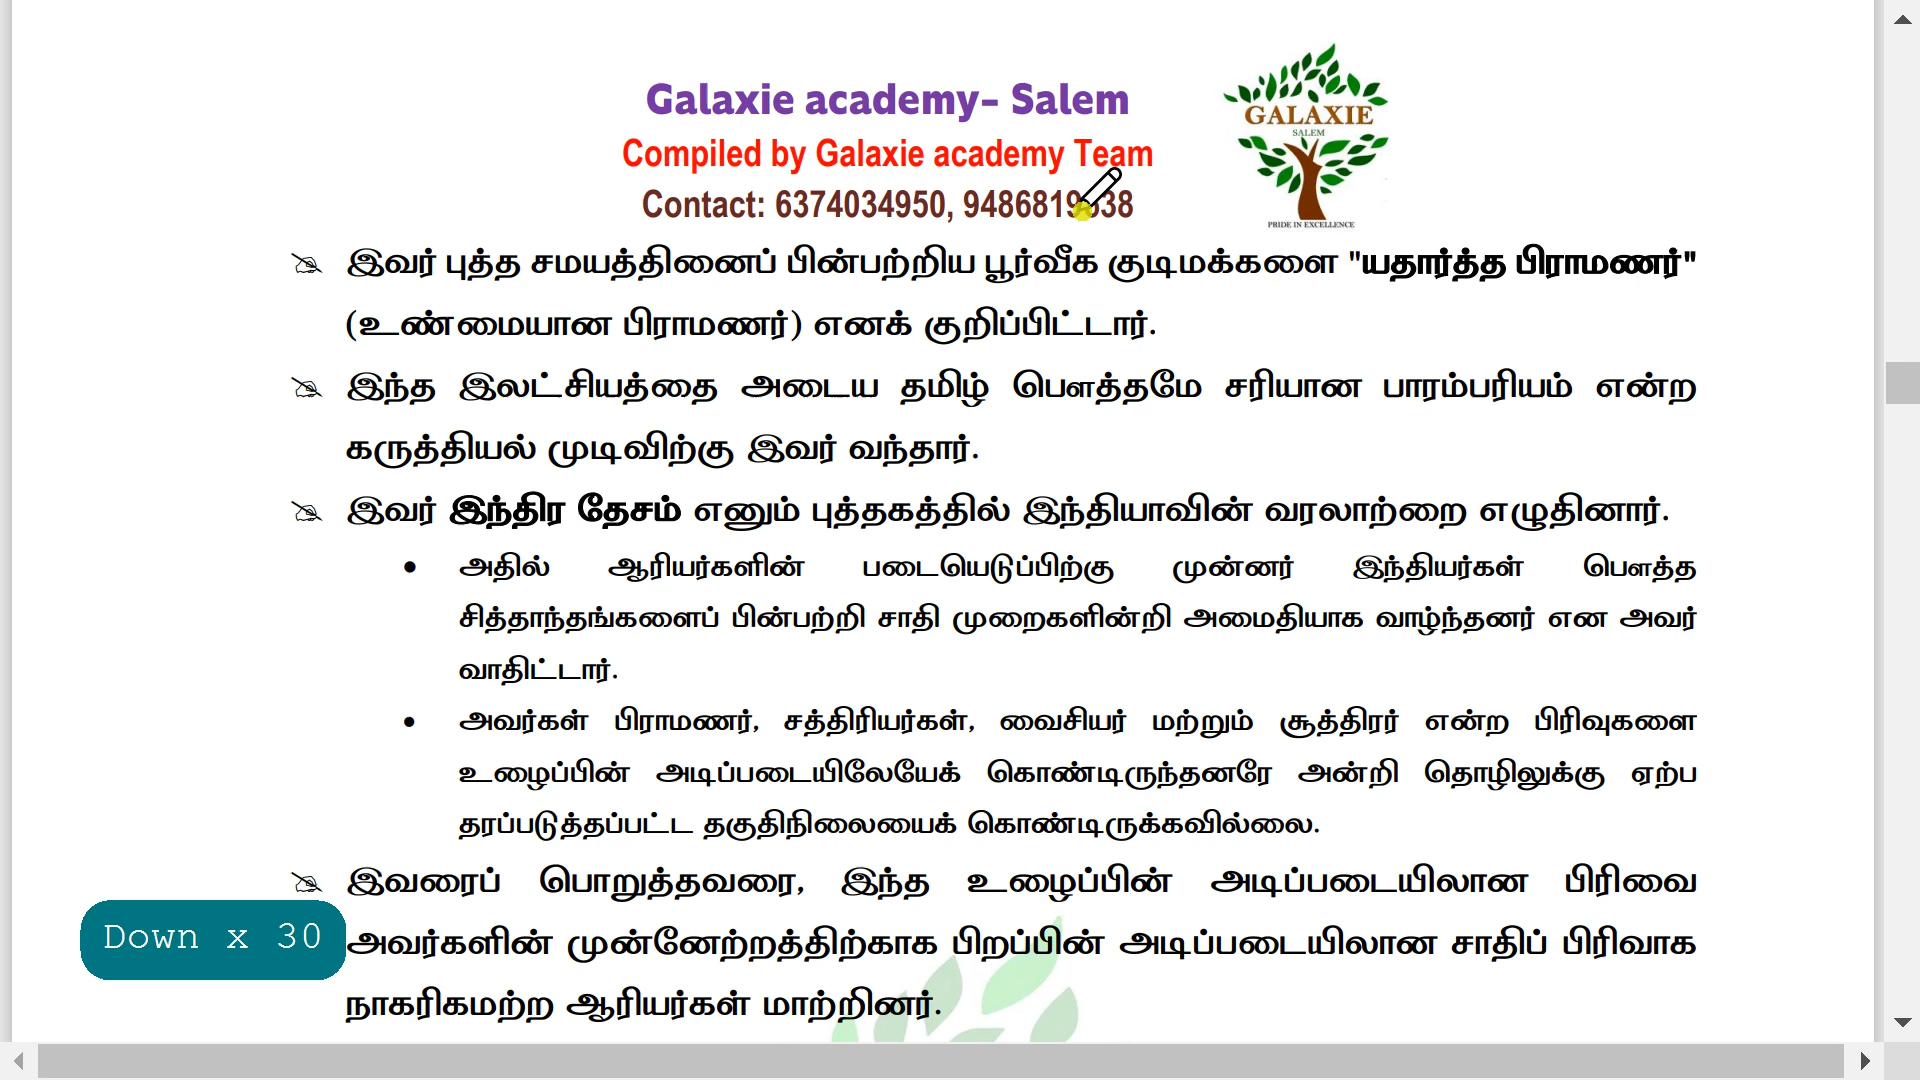 Galaxie academy- Salem
Compiled by Galaxie academy Team
Contact: 6374034950,
GALAXIE
SALEM
PRIDE IN EXCELLENCE
இவர் புத்த சமயத்தினைப் பின்பற்றிய பூர்வீக குடிமக்களை "யதார்த்த பிராமணர்"
(உண்மையான பிராமணர்) எனக் குறிப்பிட்டார்.
இந்த இலட்சியத்தை அடைய தமிழ் பௌத்தமே சரியான பாரம்பரியம் என்ற
கருத்தியல் முடிவிற்கு இவர் வந்தார்.
இவர் இந்திர தேசம் எனும் புத்தகத்தில் இந்தியாவின் வரலாற்றை எழுதினார்.
• அதில் ஆரியர்களின் படையெடுப்பிற்கு முன்னர் இந்தியர்கள் பௌத்த
சித்தாந்தங்களைப் பின்பற்றி சாதி முறைகளின்றி அமைதியாக வாழ்ந்தனர் என அவர்
வாதிட்டார்.
• அவர்கள் பிராமணர், சத்திரியர்கள், வைசியர் மற்றும் சூத்திரர் என்ற பிரிவுகளை
உழைப்பின் அடிப்படையிலேயேக் கொண்டிருந்தனரே அன்றி தொழிலுக்கு ஏற்ப
தரப்படுத்தப்பட்ட தகுதிநிலையைக் கொண்டிருக்கவில்லை.
இவரைப் பொறுத்தவரை, இந்த உழைப்பின் அடிப்படையிலான பிரிவை
அவர்களின் முன்னேற்றத்திற்காக பிறப்பின் அடிப்படையிலான சாதிப் பிரிவாக
நாகரிகமற்ற ஆரியர்கள் மாற்றினர்.
Down x 30